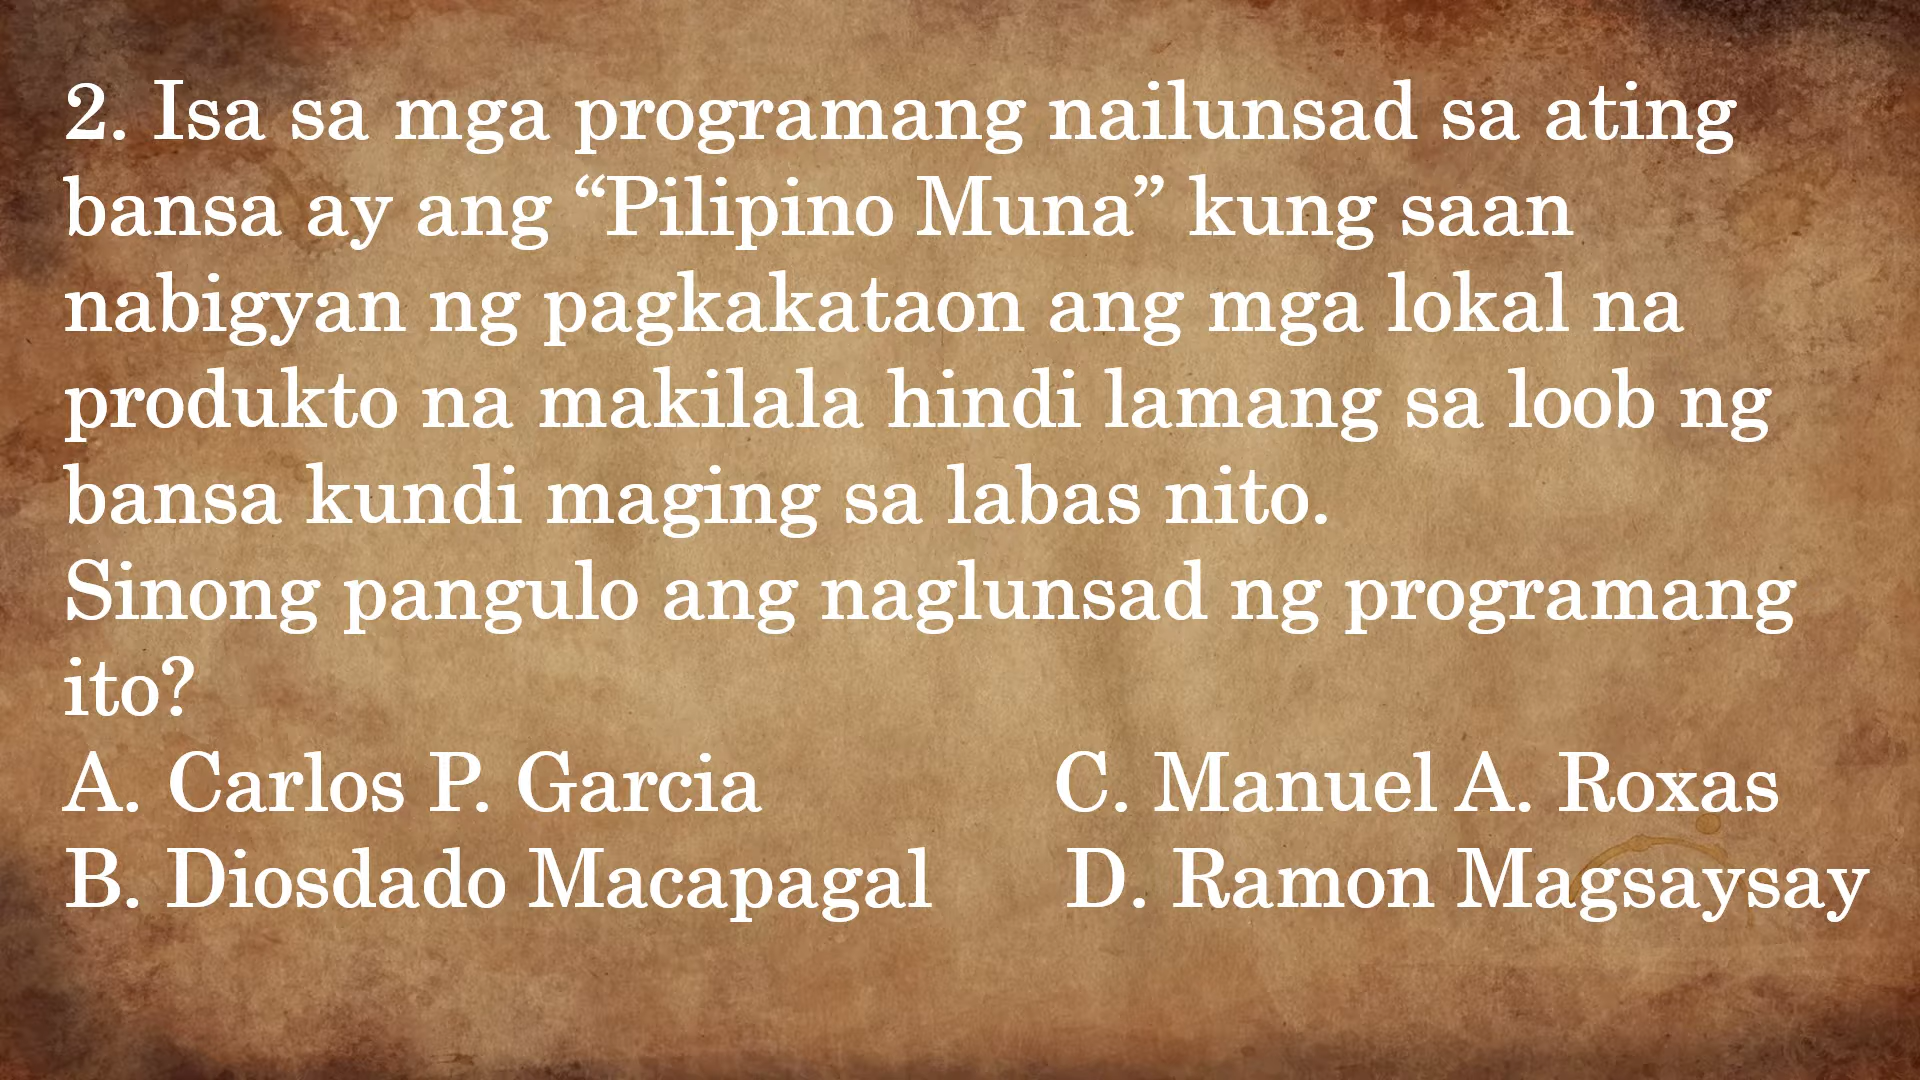 2. Isa sa mga programang nailunsad sa ating
bansa ay ang “Pilipino Muna” kung saan
nabigyan ng pagkakataon ang mga lokal na
produkto na makilala hindi lamang sa loob ng
bansa kundi maging sa labas nito.
Sinong pangulo ang naglunsad ng programang
ito?
A. Carlos P. Garcia C. Manuel A. Roxas
B. Diosdado Macapagal D. Ramon Magsaysay